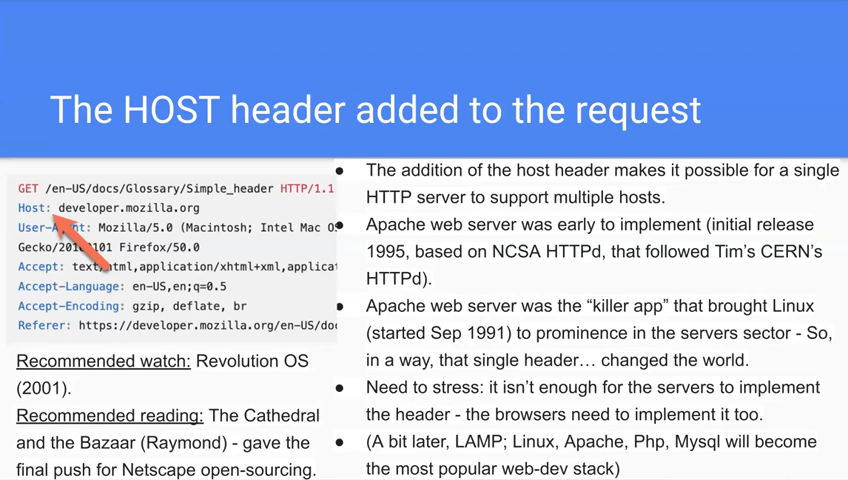 The HOST header added to the request
GET /en-US/docs/Glossary/Simple_header HTTP/1.1
Host: developer.mozilla.org
User-Agent: Mozilla/5.0 (Macintosh; Intel Mac OS
Gecko/20 0101 Firefox/50.0
Accept: text/html,application/xhtml+xml,applicat
Accept-Language: en-US,en;q=0.5
Accept-Encoding: gzip, deflate, br
Referer: https://developer.mozilla.org/en-US/doc
Recommended watch: Revolution OS
(2001).
Recommended reading: The Cathedral
and the Bazaar (Raymond) - gave the
final push for Netscape open-sourcing.
● The addition of the host header makes it possible for a single
HTTP server to support multiple hosts.
● Apache web server was early to implement (initial release
1995, based on NCSA HTTPd, that followed Tim’s CERN’s
HTTPd).
● Apache web server was the “killer app” that brought Linux
(started Sep 1991) to prominence in the servers sector - So,
in a way, that single header… changed the world.
● Need to stress: it isn’t enough for the servers to implement
the header - the browsers need to implement it too.
● (A bit later, LAMP; Linux, Apache, Php, Mysql will become
the most popular web-dev stack)